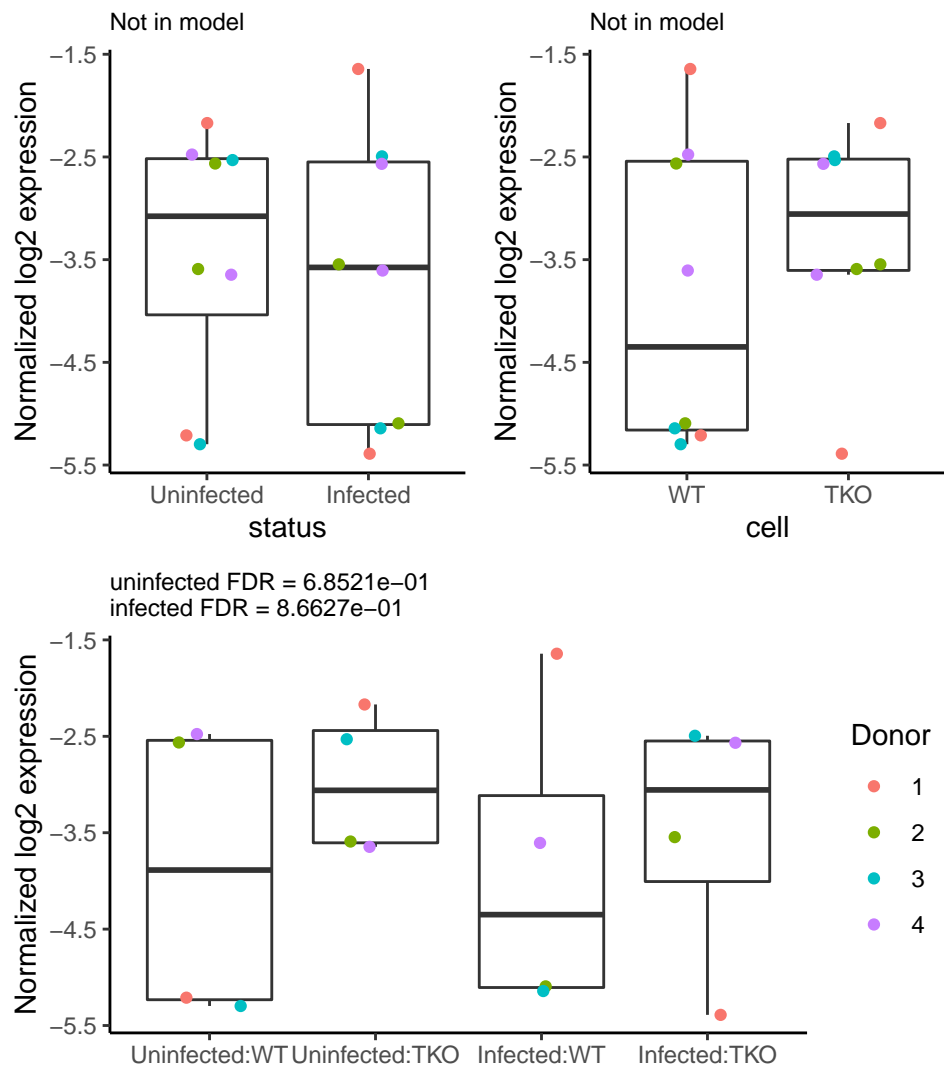 Not in model
Normalized log2 expression
−1.5
−2.5
−3.5
−4.5
−5.5
Uninfected Infected
status
Not in model
Normalized log2 expression
−1.5
−2.5
−3.5
−4.5
−5.5
WT TKO
cell
uninfected FDR = 6.8521e−01
infected FDR = 8.6627e−01
Normalized log2 expression
−1.5
−2.5
−3.5
−4.5
−5.5
Uninfected:WT Uninfected:TKO Infected:WT Infected:TKO
Donor
1
2
3
4